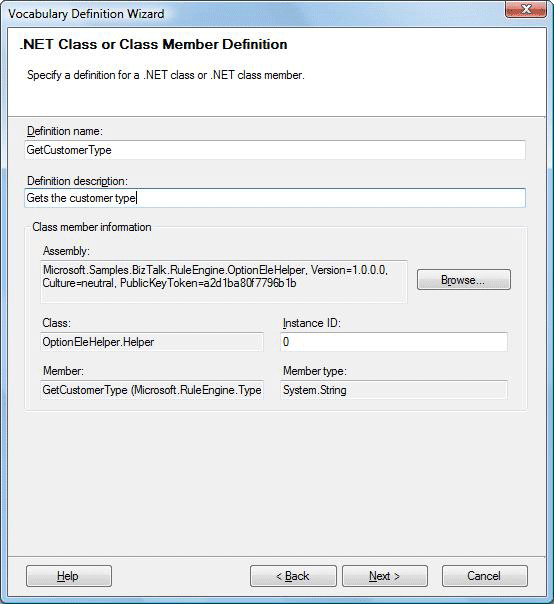 Vocabulary Definition Wizard
.NET Class or Class Member Definition
Specify a definition for a .NET class or .NET class member.
Definition name:
GetCustomerType
Definition description:
Gets the customer type
Class member information
Assembly:
Microsoft.Samples.BizTalk.RuleEngine.OptionEleHelper, Version=1.0.0.0,
Culture=neutral, PublicKeyToken=a2d1ba80f7796b1b
Browse...
Class:
Instance ID:
OptionEleHelper.Helper
0
Member:
Member type:
GetCustomerType (Microsoft.RuleEngine.Type
System.String
Help
< Back
Next >
Cancel